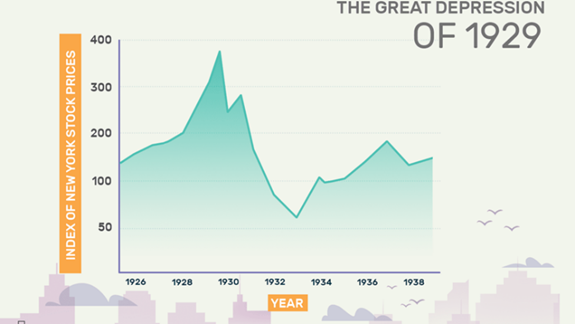 THE GREAT DEPRESSION
OF 1929
INDEX OF NEW YORK STOCK PRICES
400
300
200
100
50
1926 1928 1930 1932 1934 1936 1938
YEAR